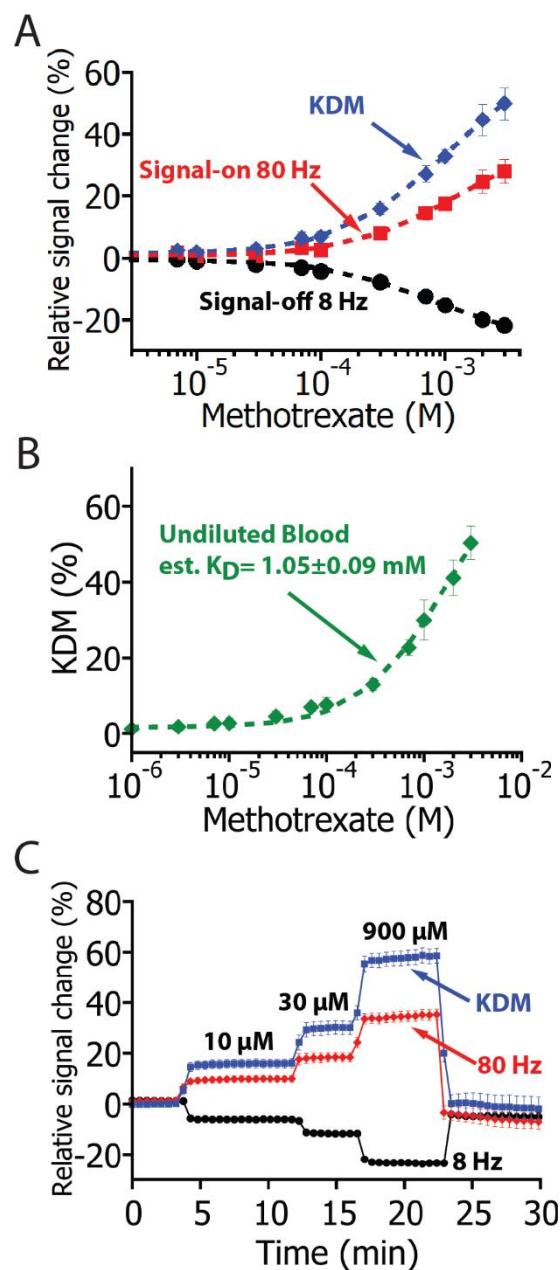 A
Relative signal change (%)
60
40
20
0
-20
KDM
Signal-on 80 Hz
Signal-off 8 Hz
10⁻⁵
10⁻⁴
10⁻³
Methotrexate (M)
B
KDM (%)
60
40
20
0
Undiluted Blood
est. K_D= 1.05±0.09 mM
10⁻⁶
10⁻⁵
10⁻⁴
10⁻³
10⁻²
Methotrexate (M)
C
Relative signal change (%)
80
60
40
20
0
-20
10 µM
30 µM
900 µM
KDM
80 Hz
8 Hz
0
5
10
15
20
25
30
Time (min)